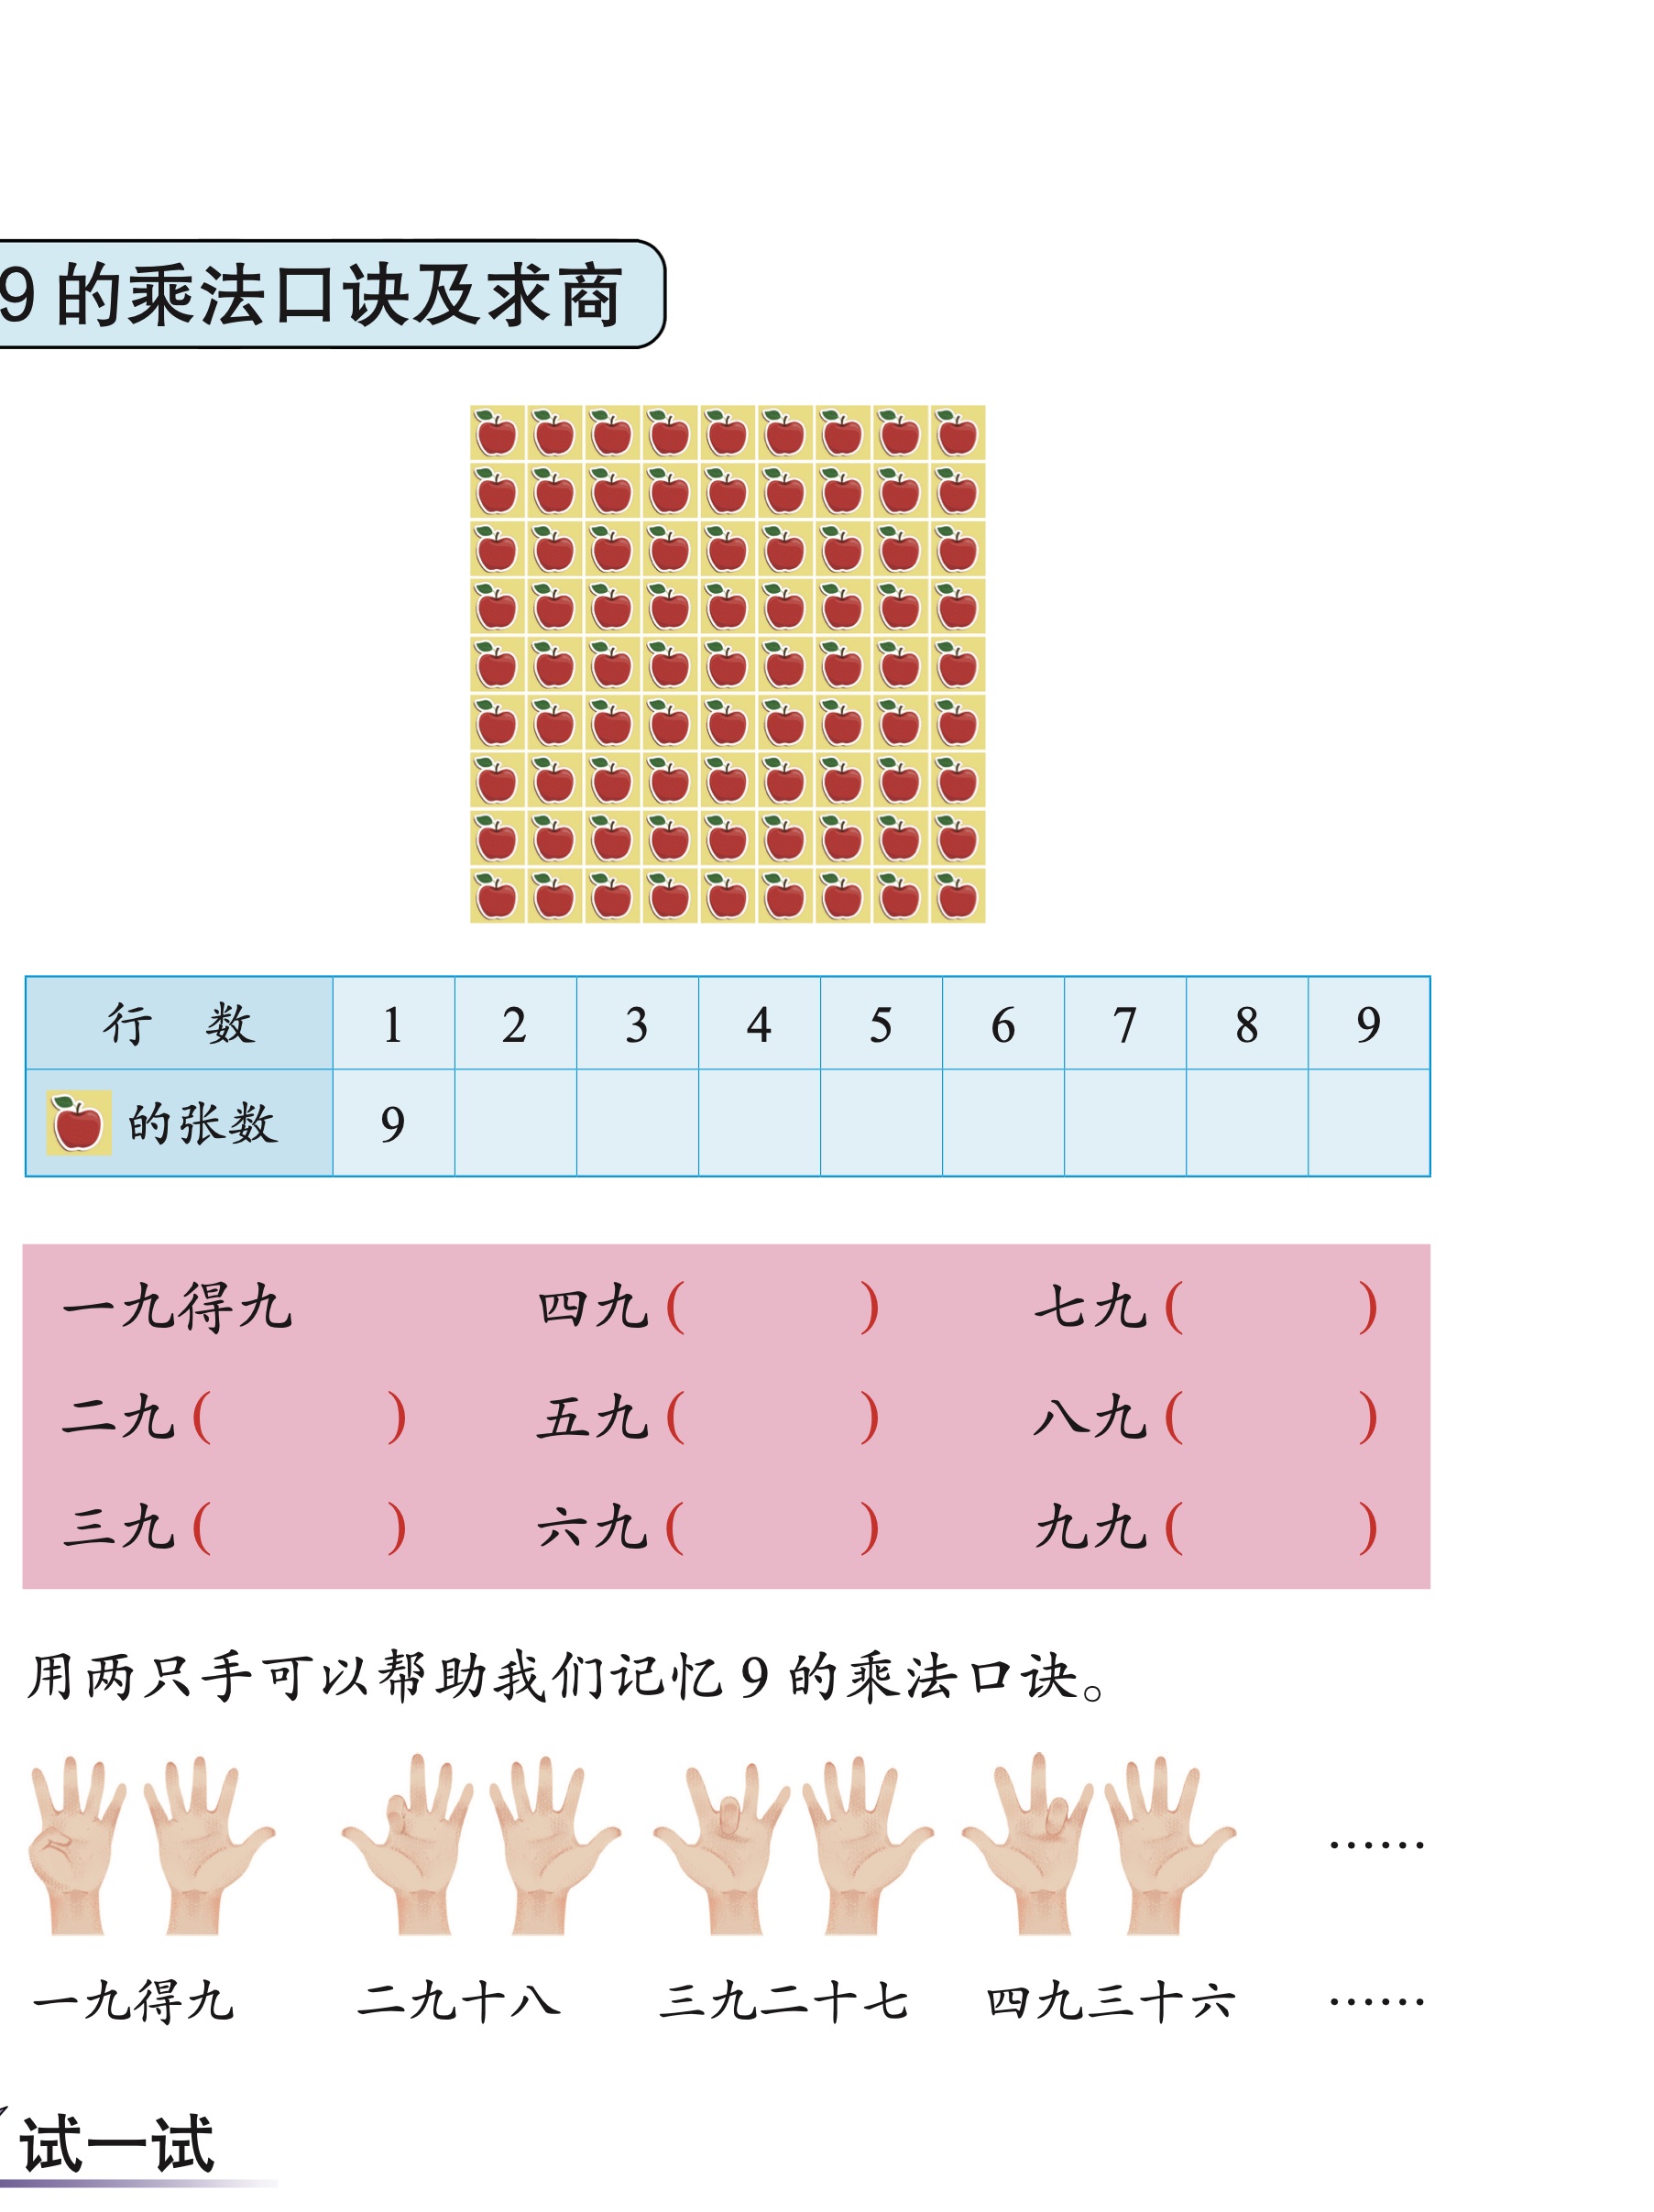 9 的乘法口诀及求商
行 数 1 2 3 4 5 6 7 8 9
的张数 9
一九得九 四九( ) 七九( )
二九( ) 五九( ) 八九( )
三九( ) 六九( ) 九九( )
用两只手可以帮助我们记忆 9 的乘法口诀。
……
一九得九 二九十八 三九二十七 四九三十六 ……
试一试